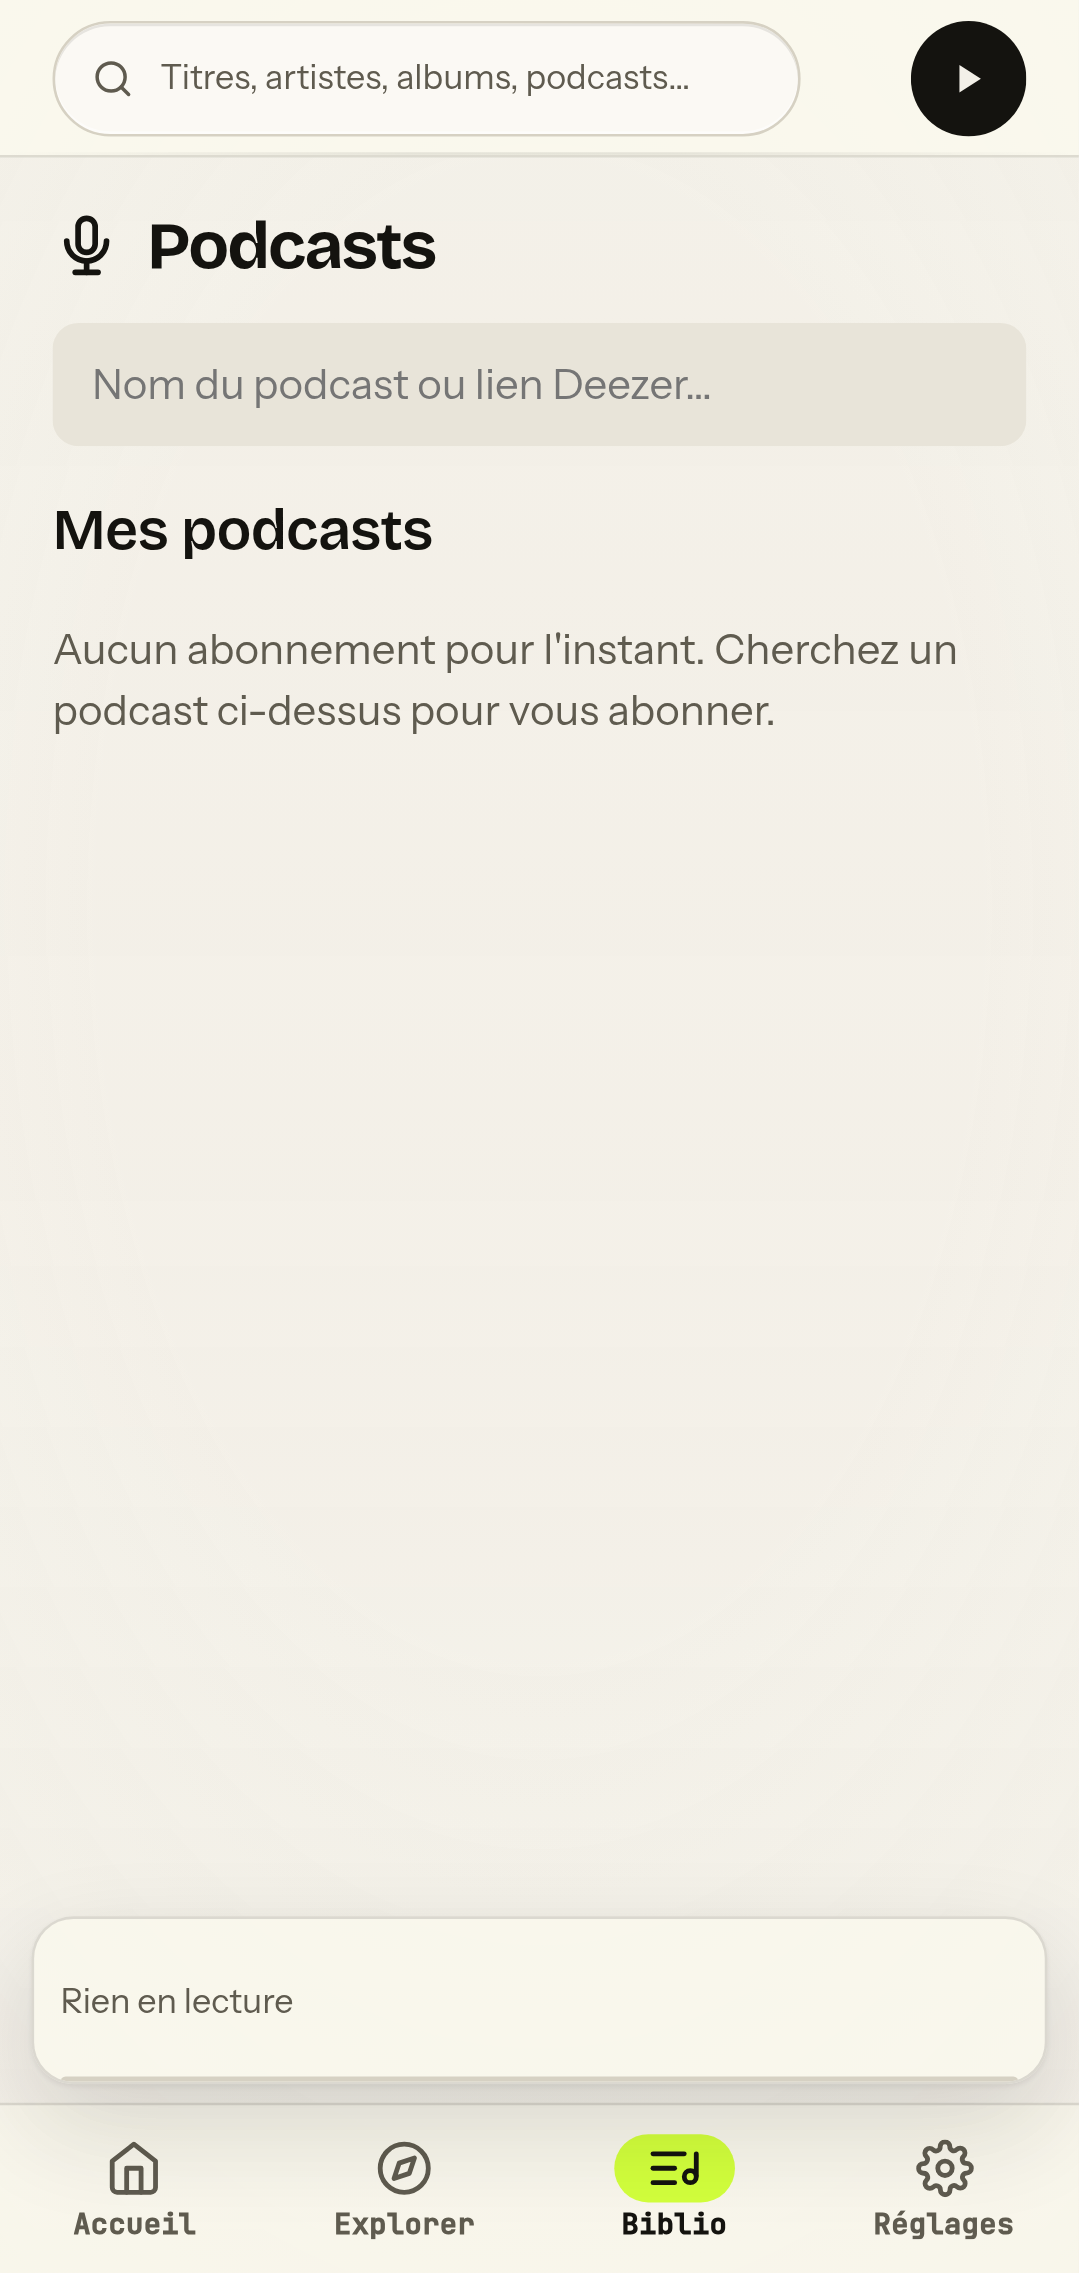 Titres, artistes, albums, podcasts...
Podcasts
Nom du podcast ou lien Deezer...
Mes podcasts
Aucun abonnement pour l'instant. Cherchez un
podcast ci-dessus pour vous abonner.
Rien en lecture
Accueil
Explorer
Biblio
Réglages